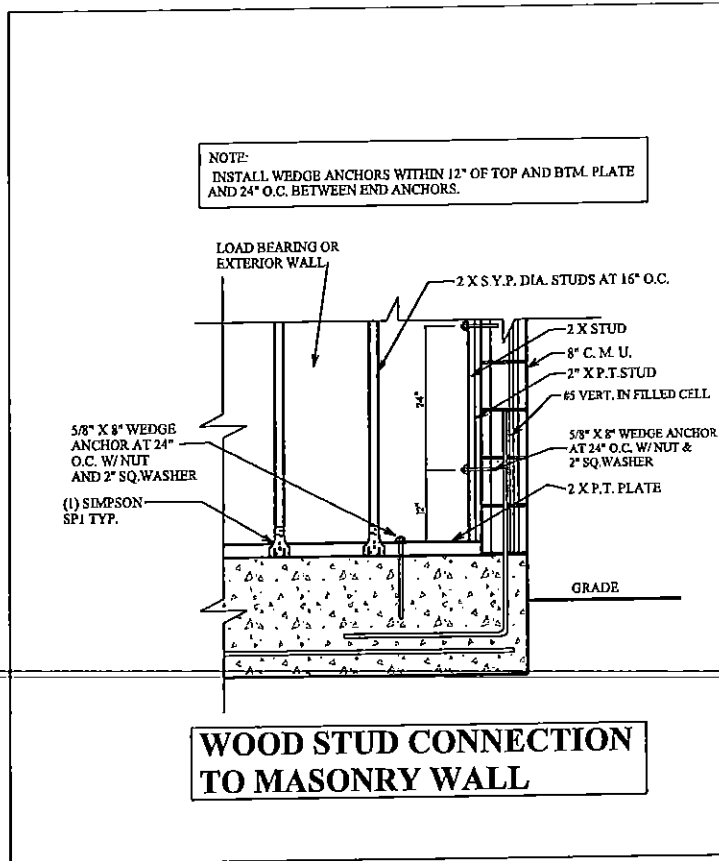 NOTE:
INSTALL WEDGE ANCHORS WITHIN 12" OF TOP AND BTM. PLATE
AND 24" O.C. BETWEEN END ANCHORS.
LOAD BEARING OR
EXTERIOR WALL
2 X S.Y.P. DIA. STUDS AT 16" O.C.
2 X STUD
8" C. M. U.
2" X P.T. STUD
#5 VERT. IN FILLED CELL
24"
5/8" X 8" WEDGE
ANCHOR AT 24"
O.C. W/ NUT
AND 2" SQ.WASHER
5/8" X 8" WEDGE ANCHOR
AT 24" O.C. W/ NUT &
2" SQ.WASHER
2 X P.T. PLATE
(1) SIMPSON
SP1 TYP.
12"
GRADE
WOOD STUD CONNECTION
TO MASONRY WALL